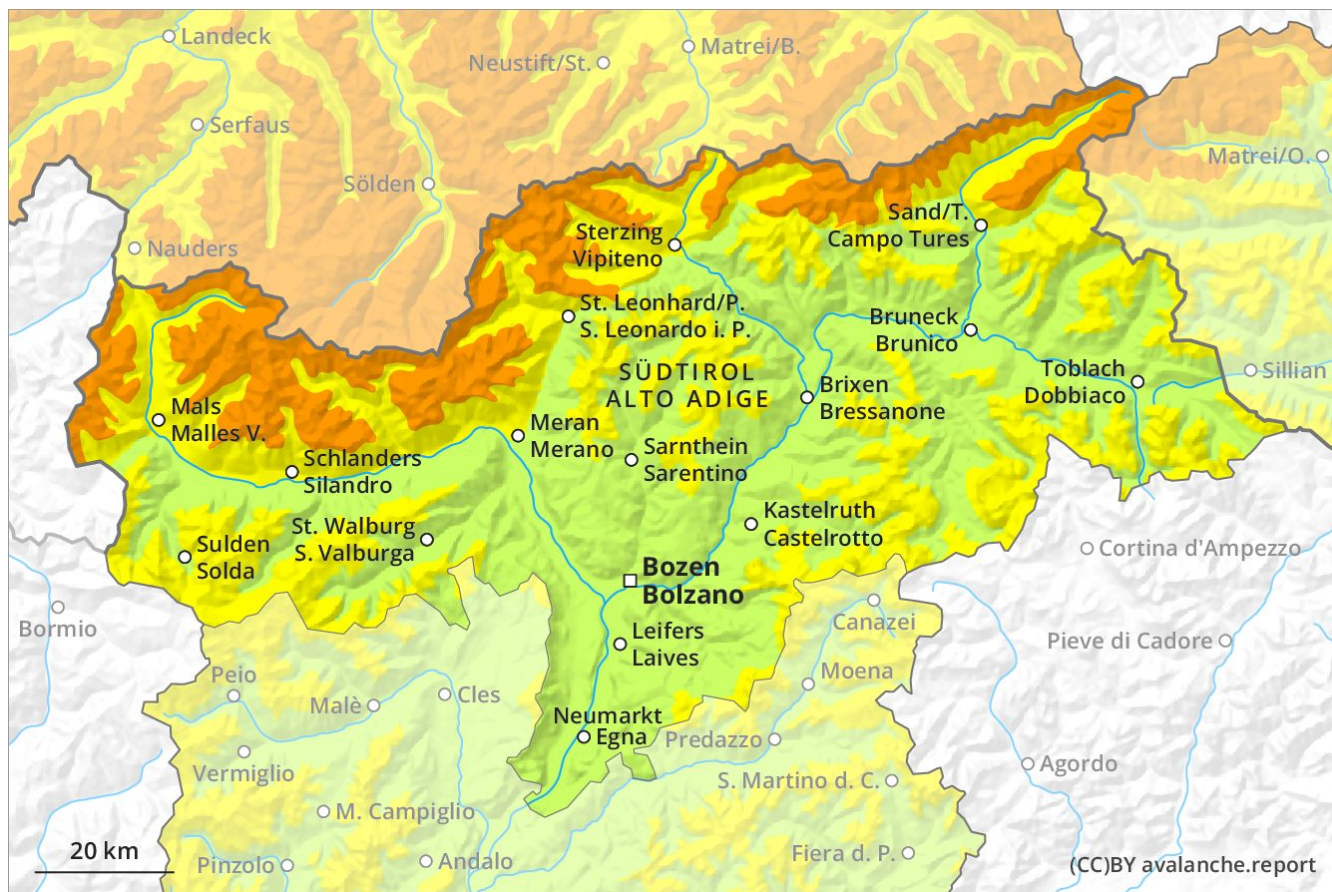 Landeck
Neustift/St.
Matrei/B.
Serfaus
Matrei/O.
Sölden
Nauders
Sand/T.
Campo Tures
Sterzing
Vipiteno
St. Leonhard/P.
S. Leonardo i. P.
Bruneck
Brunico
SÜDTIROL
ALTO ADIGE
Toblach
Dobbiaco
Sillian
Brixen
Bressanone
Mals
Malles V.
Meran
Merano
Sarnthein
Sarentino
Schlanders
Silandro
Kastelruth
Castelrotto
St. Walburg
S. Valburga
Sulden
Solda
Cortina d'Ampezzo
Bozen
Bolzano
Bormio
Canazei
Leifers
Laives
Pieve di Cadore
Peio
Moena
Malè
Cles
Neumarkt
Egna
Predazzo
Vermiglio
Agordo
S. Martino d. C.
M. Campiglio
20 km
Pinzolo
Andalo
Fiera d. P.
(CC)BY avalanche.report